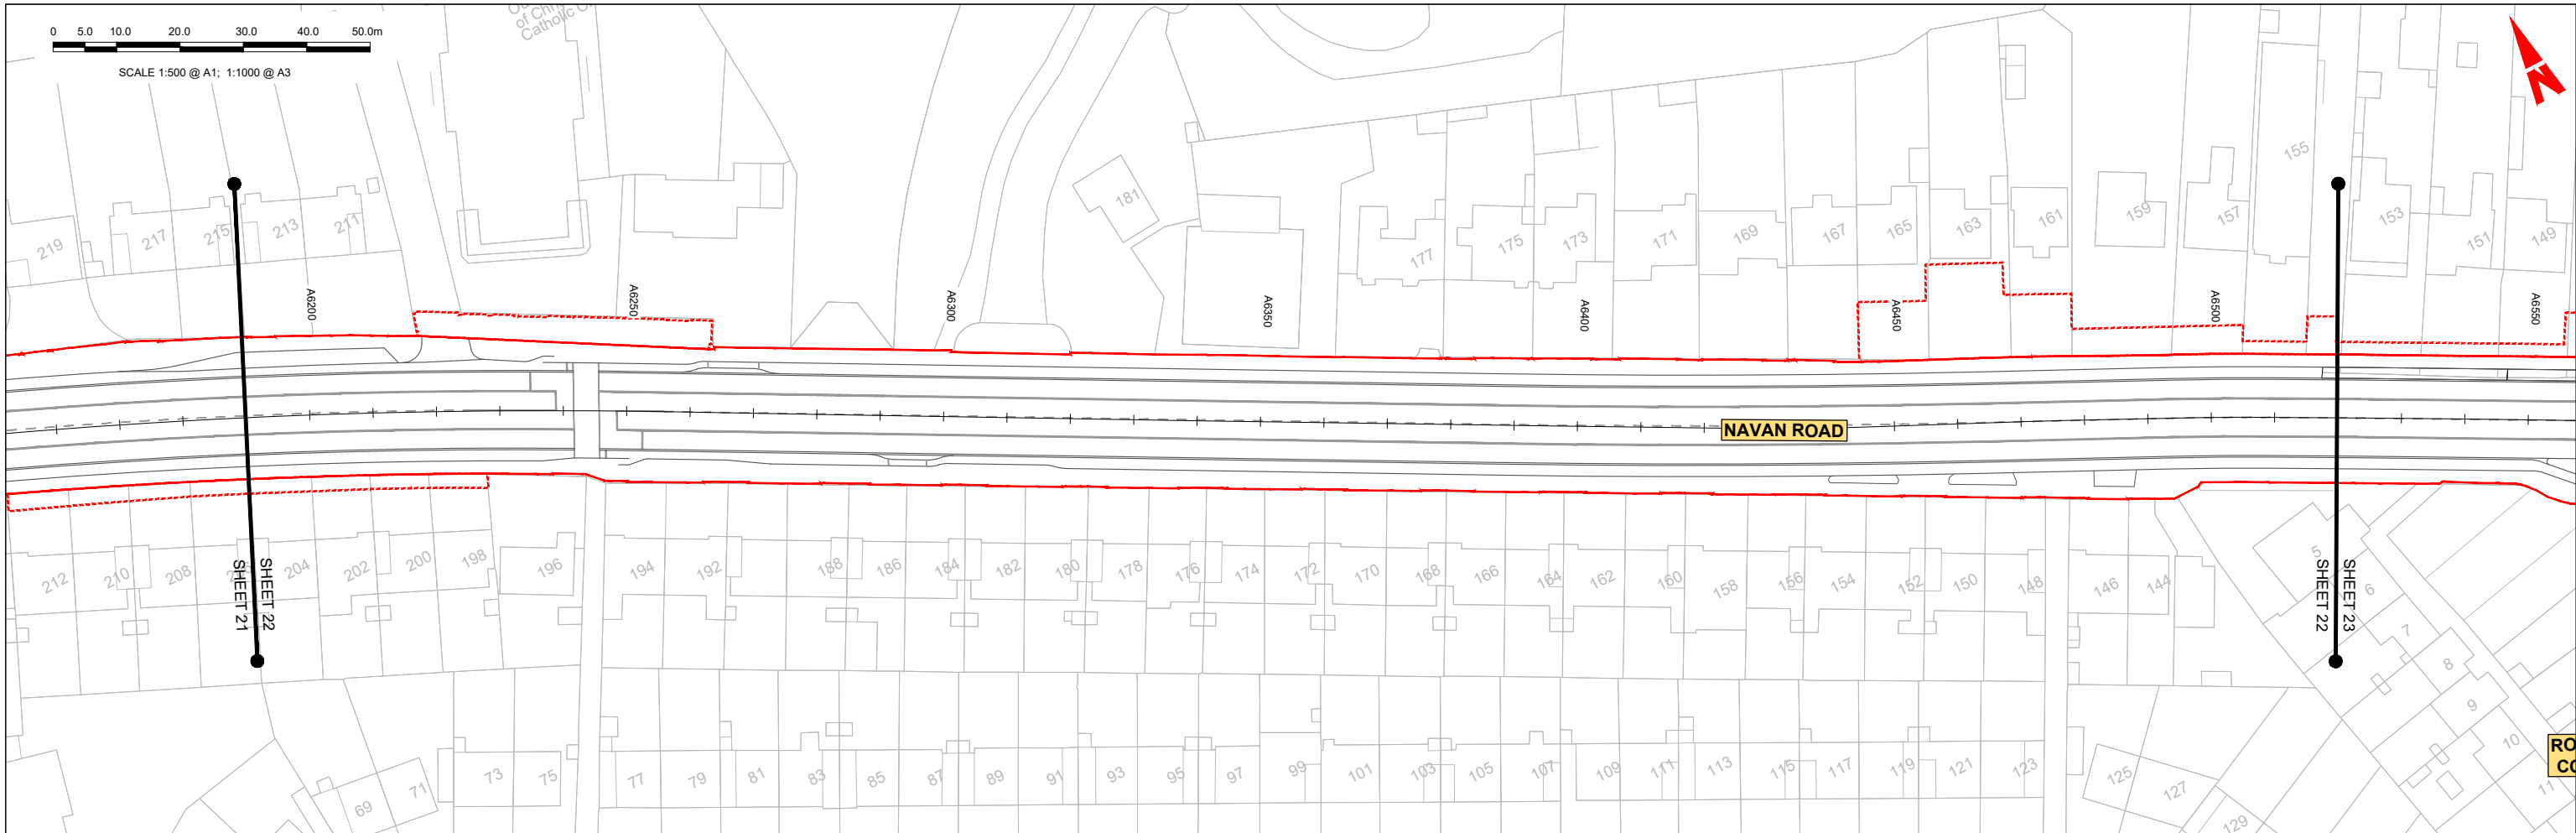 of Chr
Catholic C
0 5.0 10.0 20.0 30.0 40.0 50.0m
SCALE 1:500 @ A1; 1:1000 @ A3
N
219 217 215 213 211
181
177 175 173 171 169 167 165 163 161 159 157 155 153 151 149
A6200 A6250 A6300 A6350 A6400 A6450 A6500 A6550
NAVAN ROAD
212 210 208 204 202 200 198 196 194 192 188 186 184 182 180 178 176 174 172 170 168 166 164 162 160 158 156 154 152 150 148 146 144
SHEET 22
SHEET 21
SHEET 23
SHEET 22
5
6
7
8
9
10
11
RO
CO
69 71 73 75 77 79 81 83 85 87 89 91 93 95 97 99 101 103 105 107 109 111 113 115 117 119 121 123 125 127 129